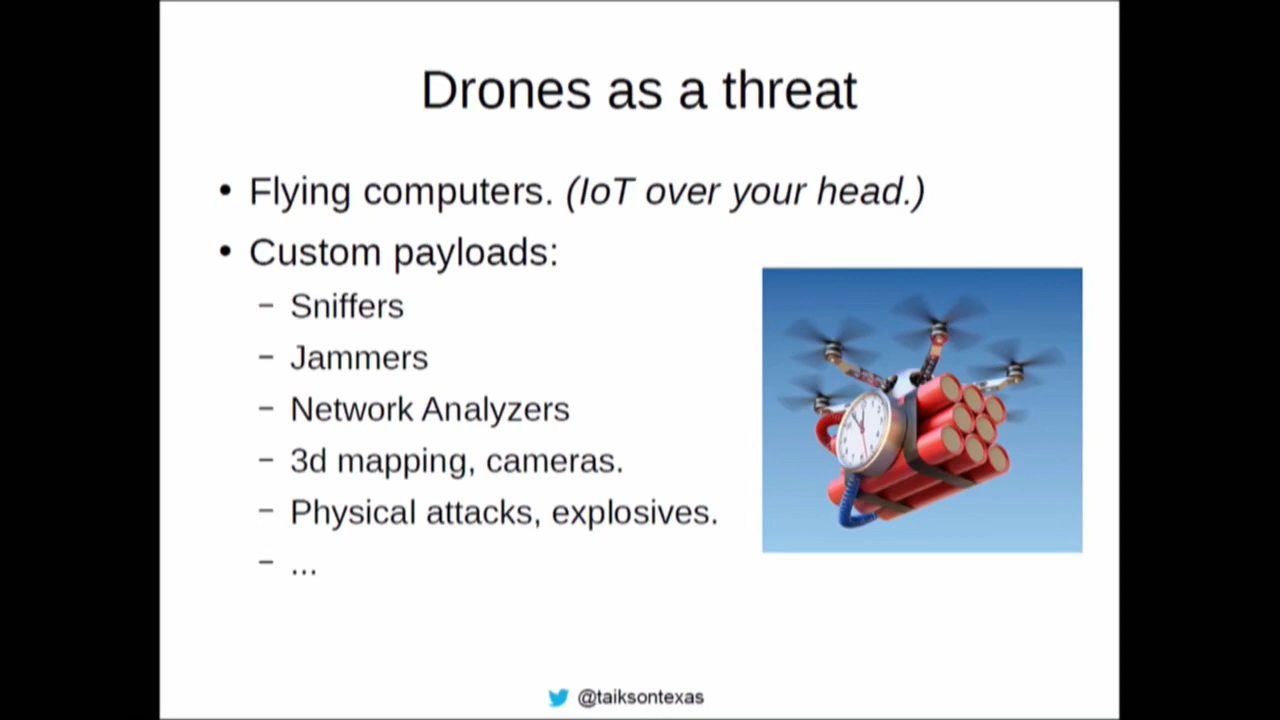 Drones as a threat
• Flying computers. (IoT over your head.)
• Custom payloads:
– Sniffers
– Jammers
– Network Analyzers
– 3d mapping, cameras.
– Physical attacks, explosives.
– ...
@taiksontexas